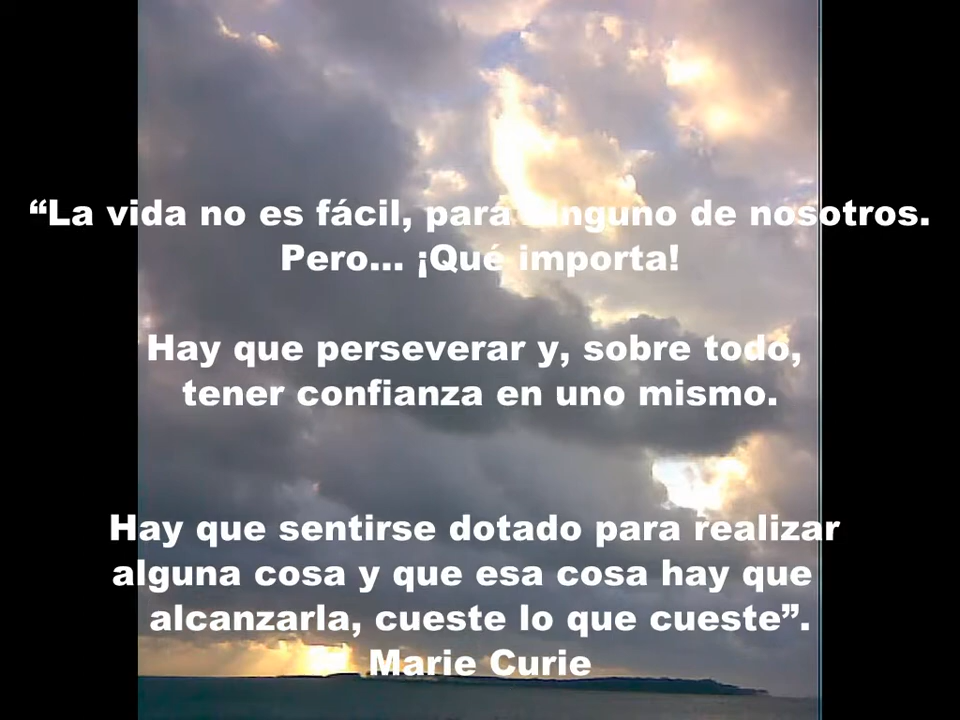 “La vida no es fácil, para ninguno de nosotros.
Pero... ¡Qué importa!
Hay que perseverar y, sobre todo,
tener confianza en uno mismo.
Hay que sentirse dotado para realizar
alguna cosa y que esa cosa hay que
alcanzarla, cueste lo que cueste”.
Marie Curie